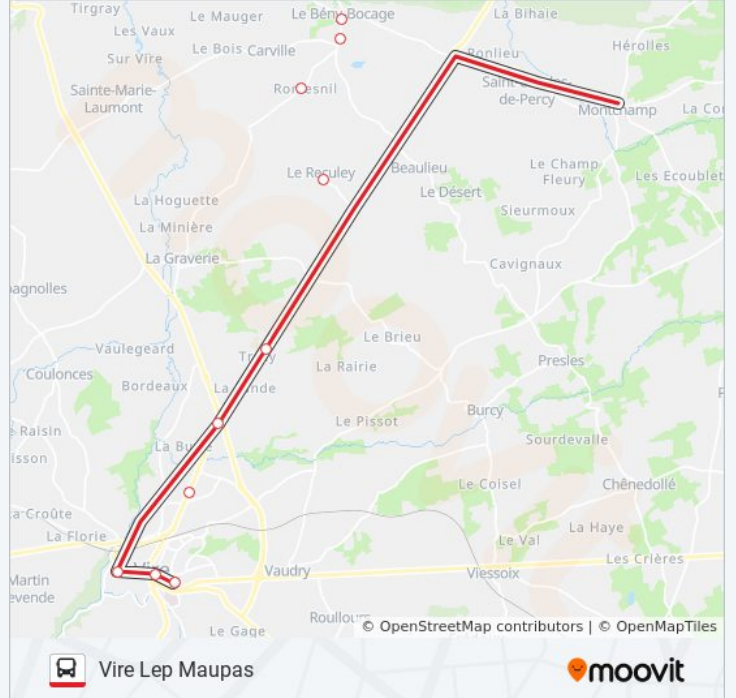 Tirgray
Le Mauger
Le Bény-Bocage
La Bihaie
Les Vaux
Sur Vire
Le Bois
Carville
Ronlieu
Hérolles
Sainte-Marie-
Laumont
de-Percy
Montchamp
Le Reculey
Beaulieu
Le Champ
Fleury
Les Ecoublet
Le Désert
La Hoguette
Sieurmoux
La Minière
La Graverie
Cavignaux
agnolles
Vaulegeard
Le Brieu
Presles
Coulonces
La Rairie
Bordeaux
Burcy
Le Pissot
e Raisin
Sourdevalle
isson
Le Coisel
Chênedollé
a Croûte
La Haye
La Florie
Le Val
Vire
Les Crières
Martin
Vaudry
Viessoix
evende
Roullours
Le Gage
© OpenStreetMap contributors | © OpenMapTiles
Vire Lep Maupas
moovit